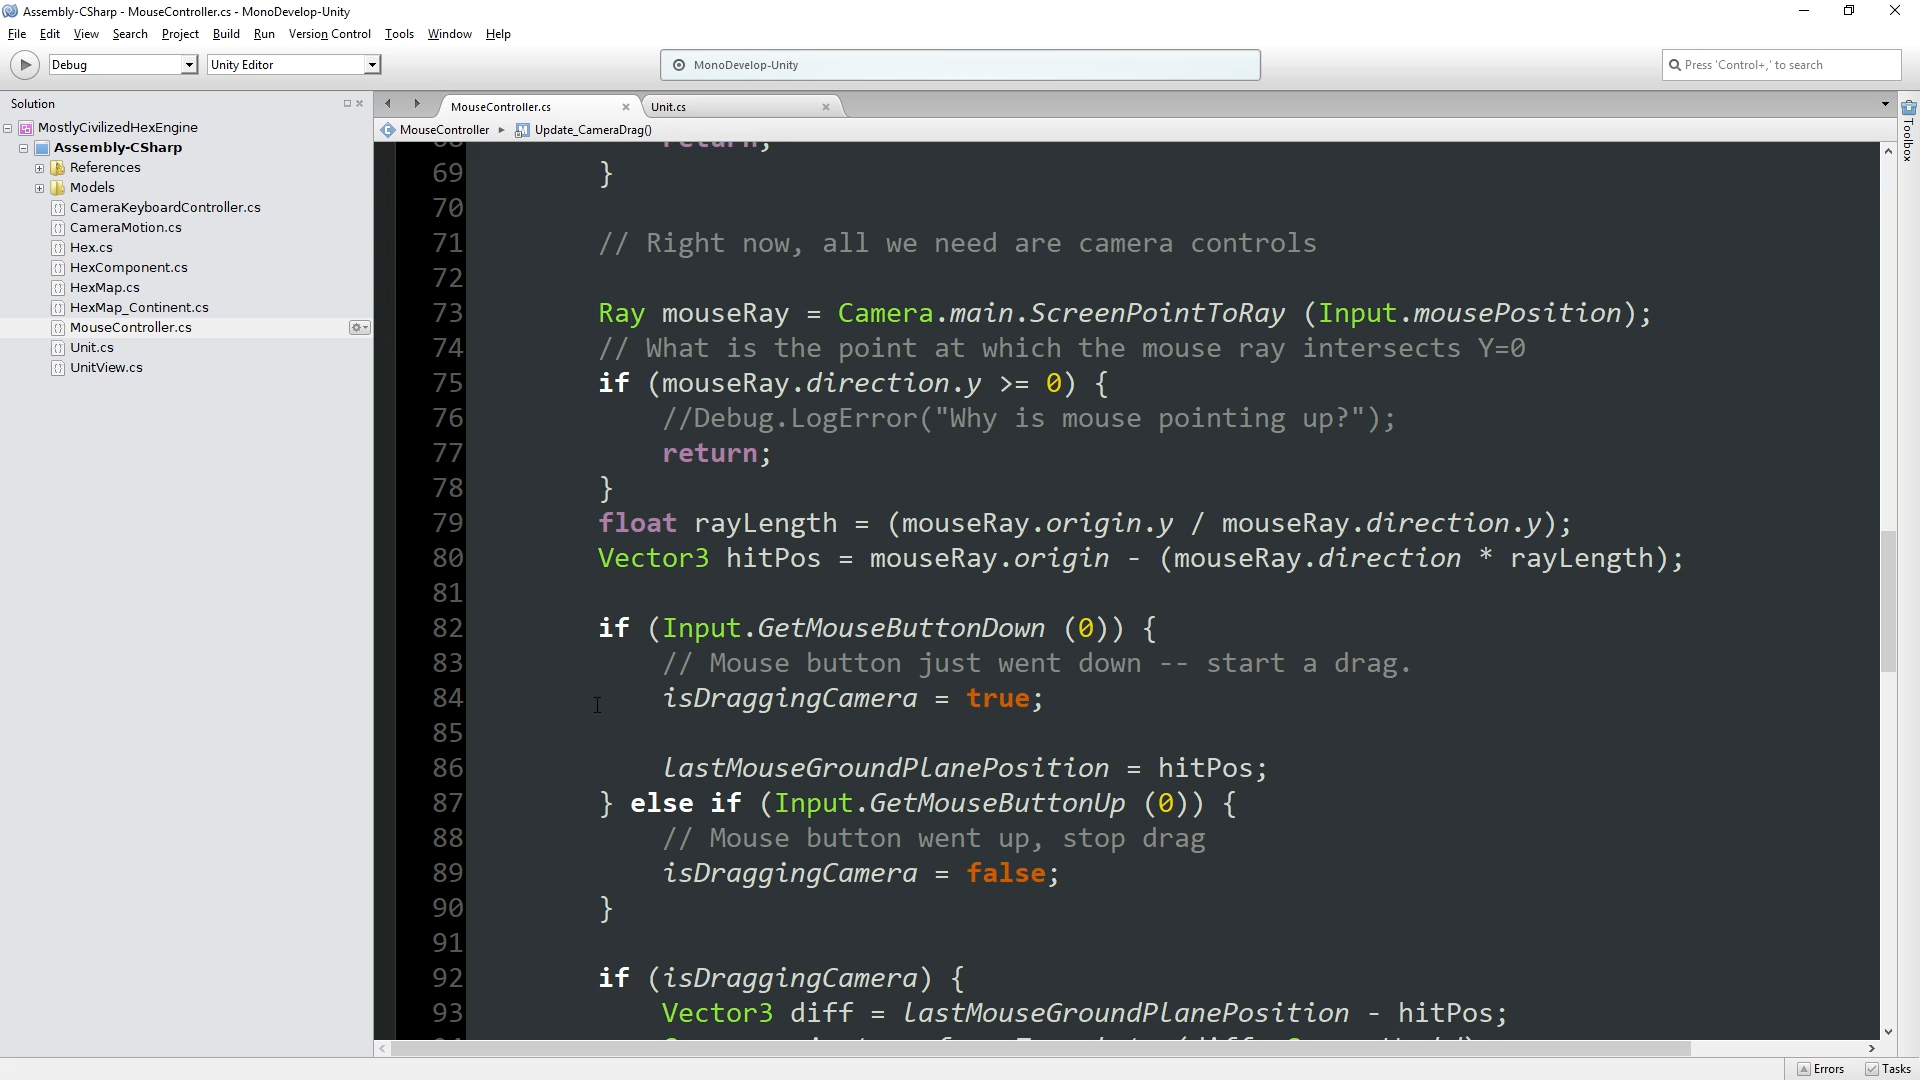 Assembly-CSharp - MouseController.cs - MonoDevelop-Unity
File Edit View Search Project Build Run Version Control Tools Window Help
Debug Unity Editor MonoDevelop-Unity Press 'Control+,' to search
Solution
MostlyCivilizedHexEngine
Assembly-CSharp
References
Models
CameraKeyboardController.cs
CameraMotion.cs
Hex.cs
HexComponent.cs
HexMap.cs
HexMap_Continent.cs
MouseController.cs
Unit.cs
UnitView.cs
MouseController.cs Unit.cs
MouseController Update_CameraDrag()
Toolbox
69 }
70
71 // Right now, all we need are camera controls
72
73 Ray mouseRay = Camera.main.ScreenPointToRay (Input.mousePosition);
74 // What is the point at which the mouse ray intersects Y=0
75 if (mouseRay.direction.y >= 0) {
76 //Debug.LogError("Why is mouse pointing up?");
77 return;
78 }
79 float rayLength = (mouseRay.origin.y / mouseRay.direction.y);
80 Vector3 hitPos = mouseRay.origin - (mouseRay.direction * rayLength);
81
82 if (Input.GetMouseButtonDown (0)) {
83 // Mouse button just went down -- start a drag.
84 isDraggingCamera = true;
85
86 lastMouseGroundPlanePosition = hitPos;
87 } else if (Input.GetMouseButtonUp (0)) {
88 // Mouse button went up, stop drag
89 isDraggingCamera = false;
90 }
91
92 if (isDraggingCamera) {
93 Vector3 diff = lastMouseGroundPlanePosition - hitPos;
Errors Tasks